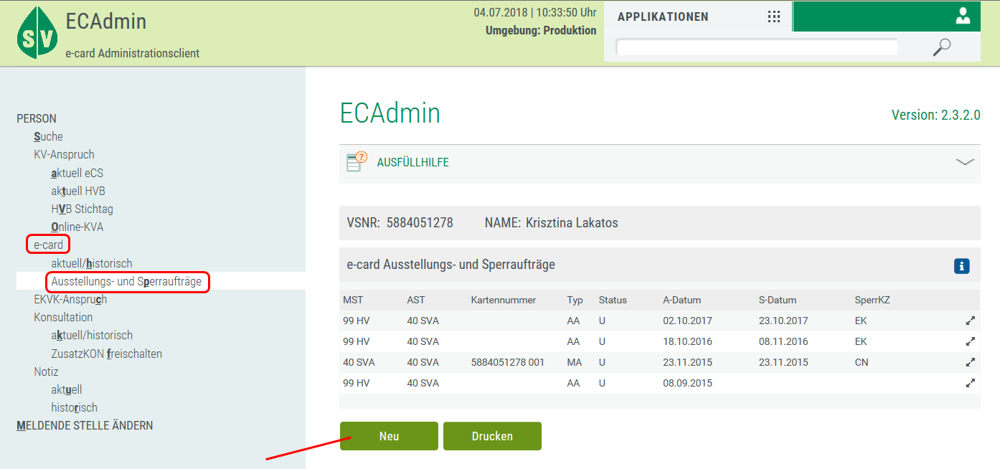 SV
ECAdmin
e-card Administrationsclient
04.07.2018 | 10:33:50 Uhr
Umgebung: Produktion
APPLIKATIONEN
PERSON
Suche
KV-Anspruch
aktuell eCS
aktuell HVB
HVB Stichtag
Online-KVA
e-card
aktuell/historisch
Ausstellungs- und Sperraufträge
EKVK-Anspruch
Konsultation
aktuell/historisch
ZusatzKON freischalten
Notiz
aktuell
historisch
MELDENDE STELLE ÄNDERN
ECAdmin
Version: 2.3.2.0
? AUSFÜLLHILFE
VSNR: 5884051278 NAME: Krisztina Lakatos
e-card Ausstellungs- und Sperraufträge i
MST AST Kartennummer Typ Status A-Datum S-Datum SperrKZ
99 HV 40 SVA AA U 02.10.2017 23.10.2017 EK
99 HV 40 SVA AA U 18.10.2016 08.11.2016 EK
40 SVA 40 SVA 5884051278 001 MA U 23.11.2015 23.11.2015 CN
99 HV 40 SVA AA U 08.09.2015
Neu Drucken